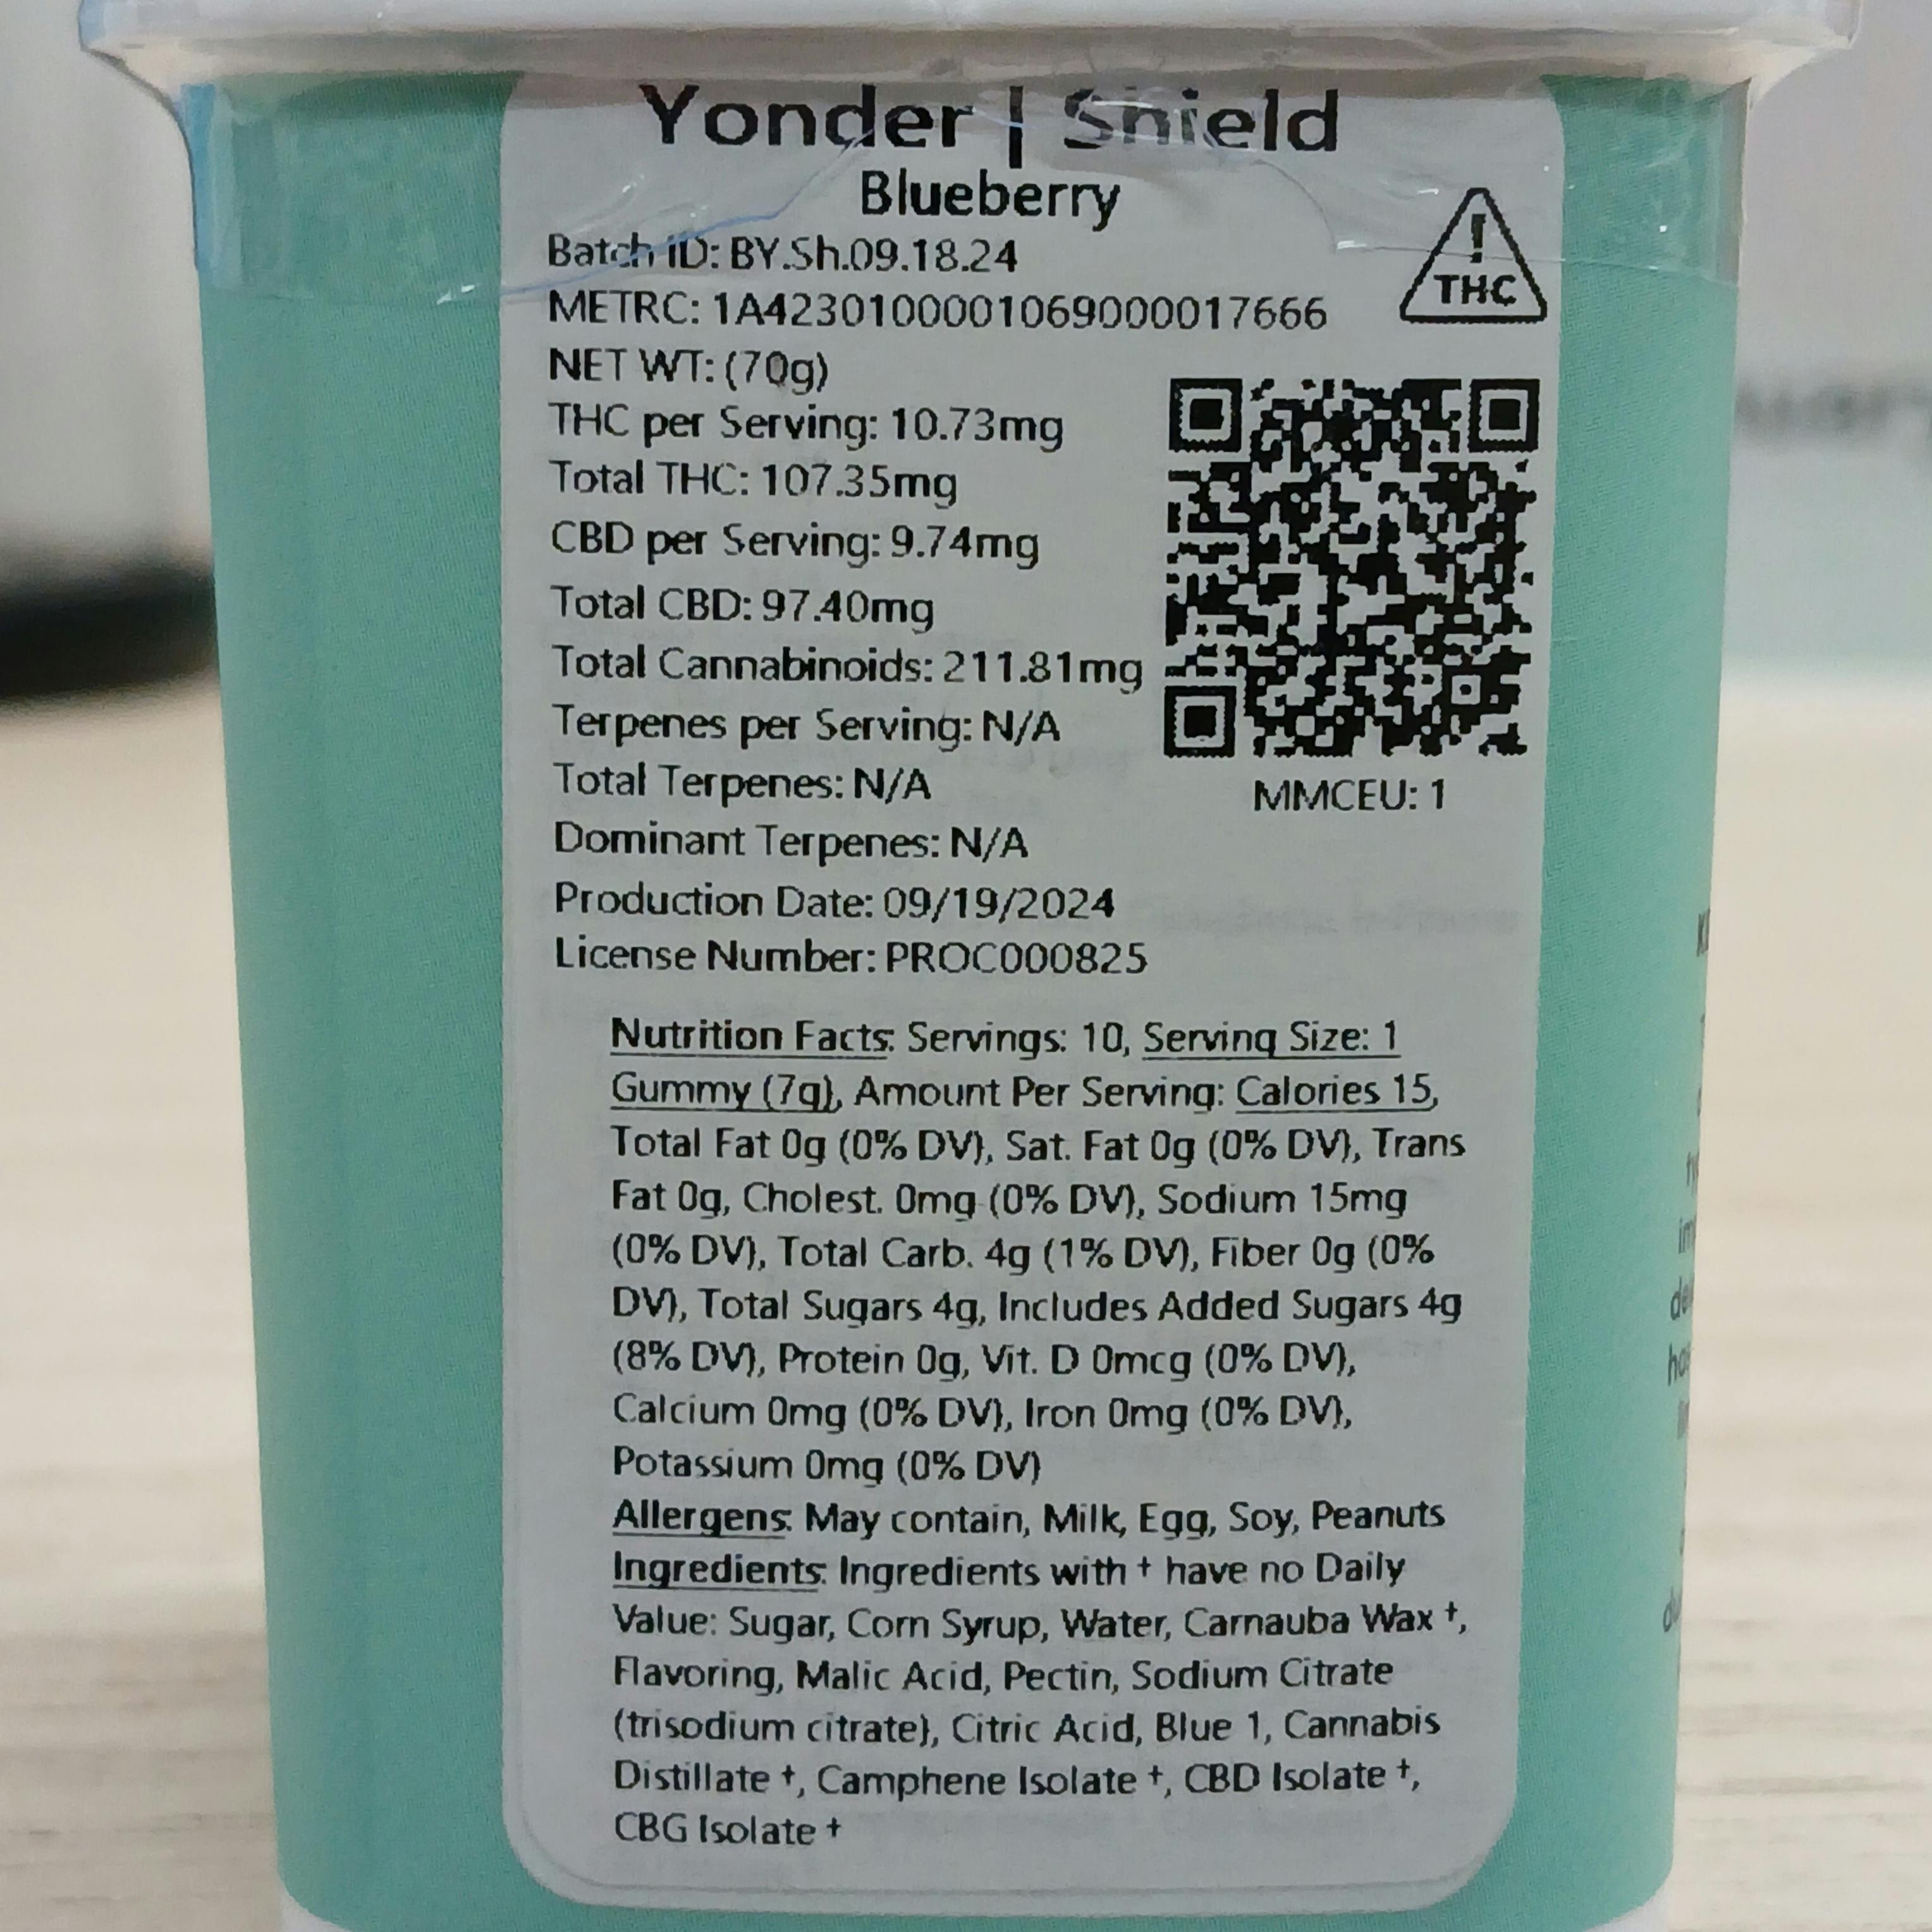 Yonder | Shield
Blueberry
Batch ID: BY.Sh.09.18.24
METRC: 1A4230100001069000017666
!
THC
NET WT: (70g)
THC per Serving: 10.73mg
Total THC: 107.35mg
CBD per Serving: 9.74mg
Total CBD: 97.40mg
Total Cannabinoids: 211.81mg
Terpenes per Serving: N/A
Total Terpenes: N/A
MMCEU: 1
Dominant Terpenes: N/A
Production Date: 09/19/2024
License Number: PROC000825
Nutrition Facts: Servings: 10, Serving Size: 1
Gummy (7g), Amount Per Serving: Calories 15,
Total Fat 0g (0% DV), Sat. Fat 0g (0% DV), Trans
Fat 0g, Cholest. 0mg (0% DV), Sodium 15mg
(0% DV), Total Carb. 4g (1% DV), Fiber 0g (0%
DV), Total Sugars 4g, Includes Added Sugars 4g
(8% DV), Protein 0g, Vit. D 0mcg (0% DV),
Calcium 0mg (0% DV), Iron 0mg (0% DV),
Potassium 0mg (0% DV)
Allergens: May contain, Milk, Egg, Soy, Peanuts
Ingredients: Ingredients with † have no Daily
Value: Sugar, Corn Syrup, Water, Carnauba Wax †,
Flavoring, Malic Acid, Pectin, Sodium Citrate
(trisodium citrate), Citric Acid, Blue 1, Cannabis
Distillate †, Camphene Isolate †, CBD Isolate †,
CBG Isolate †